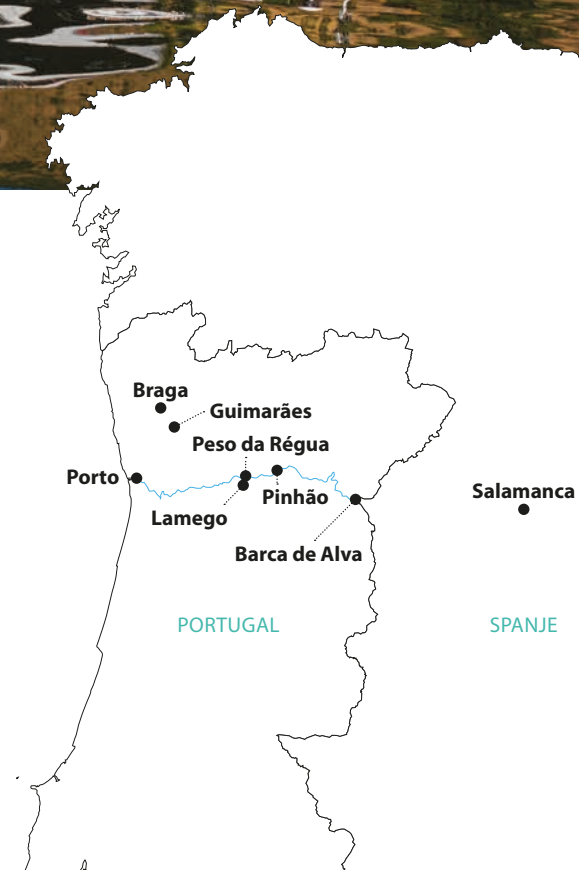 Braga
Guimarães
Peso da Régua
Porto
Pinhão
Salamanca
Lamego
Barca de Alva
PORTUGAL
SPANJE